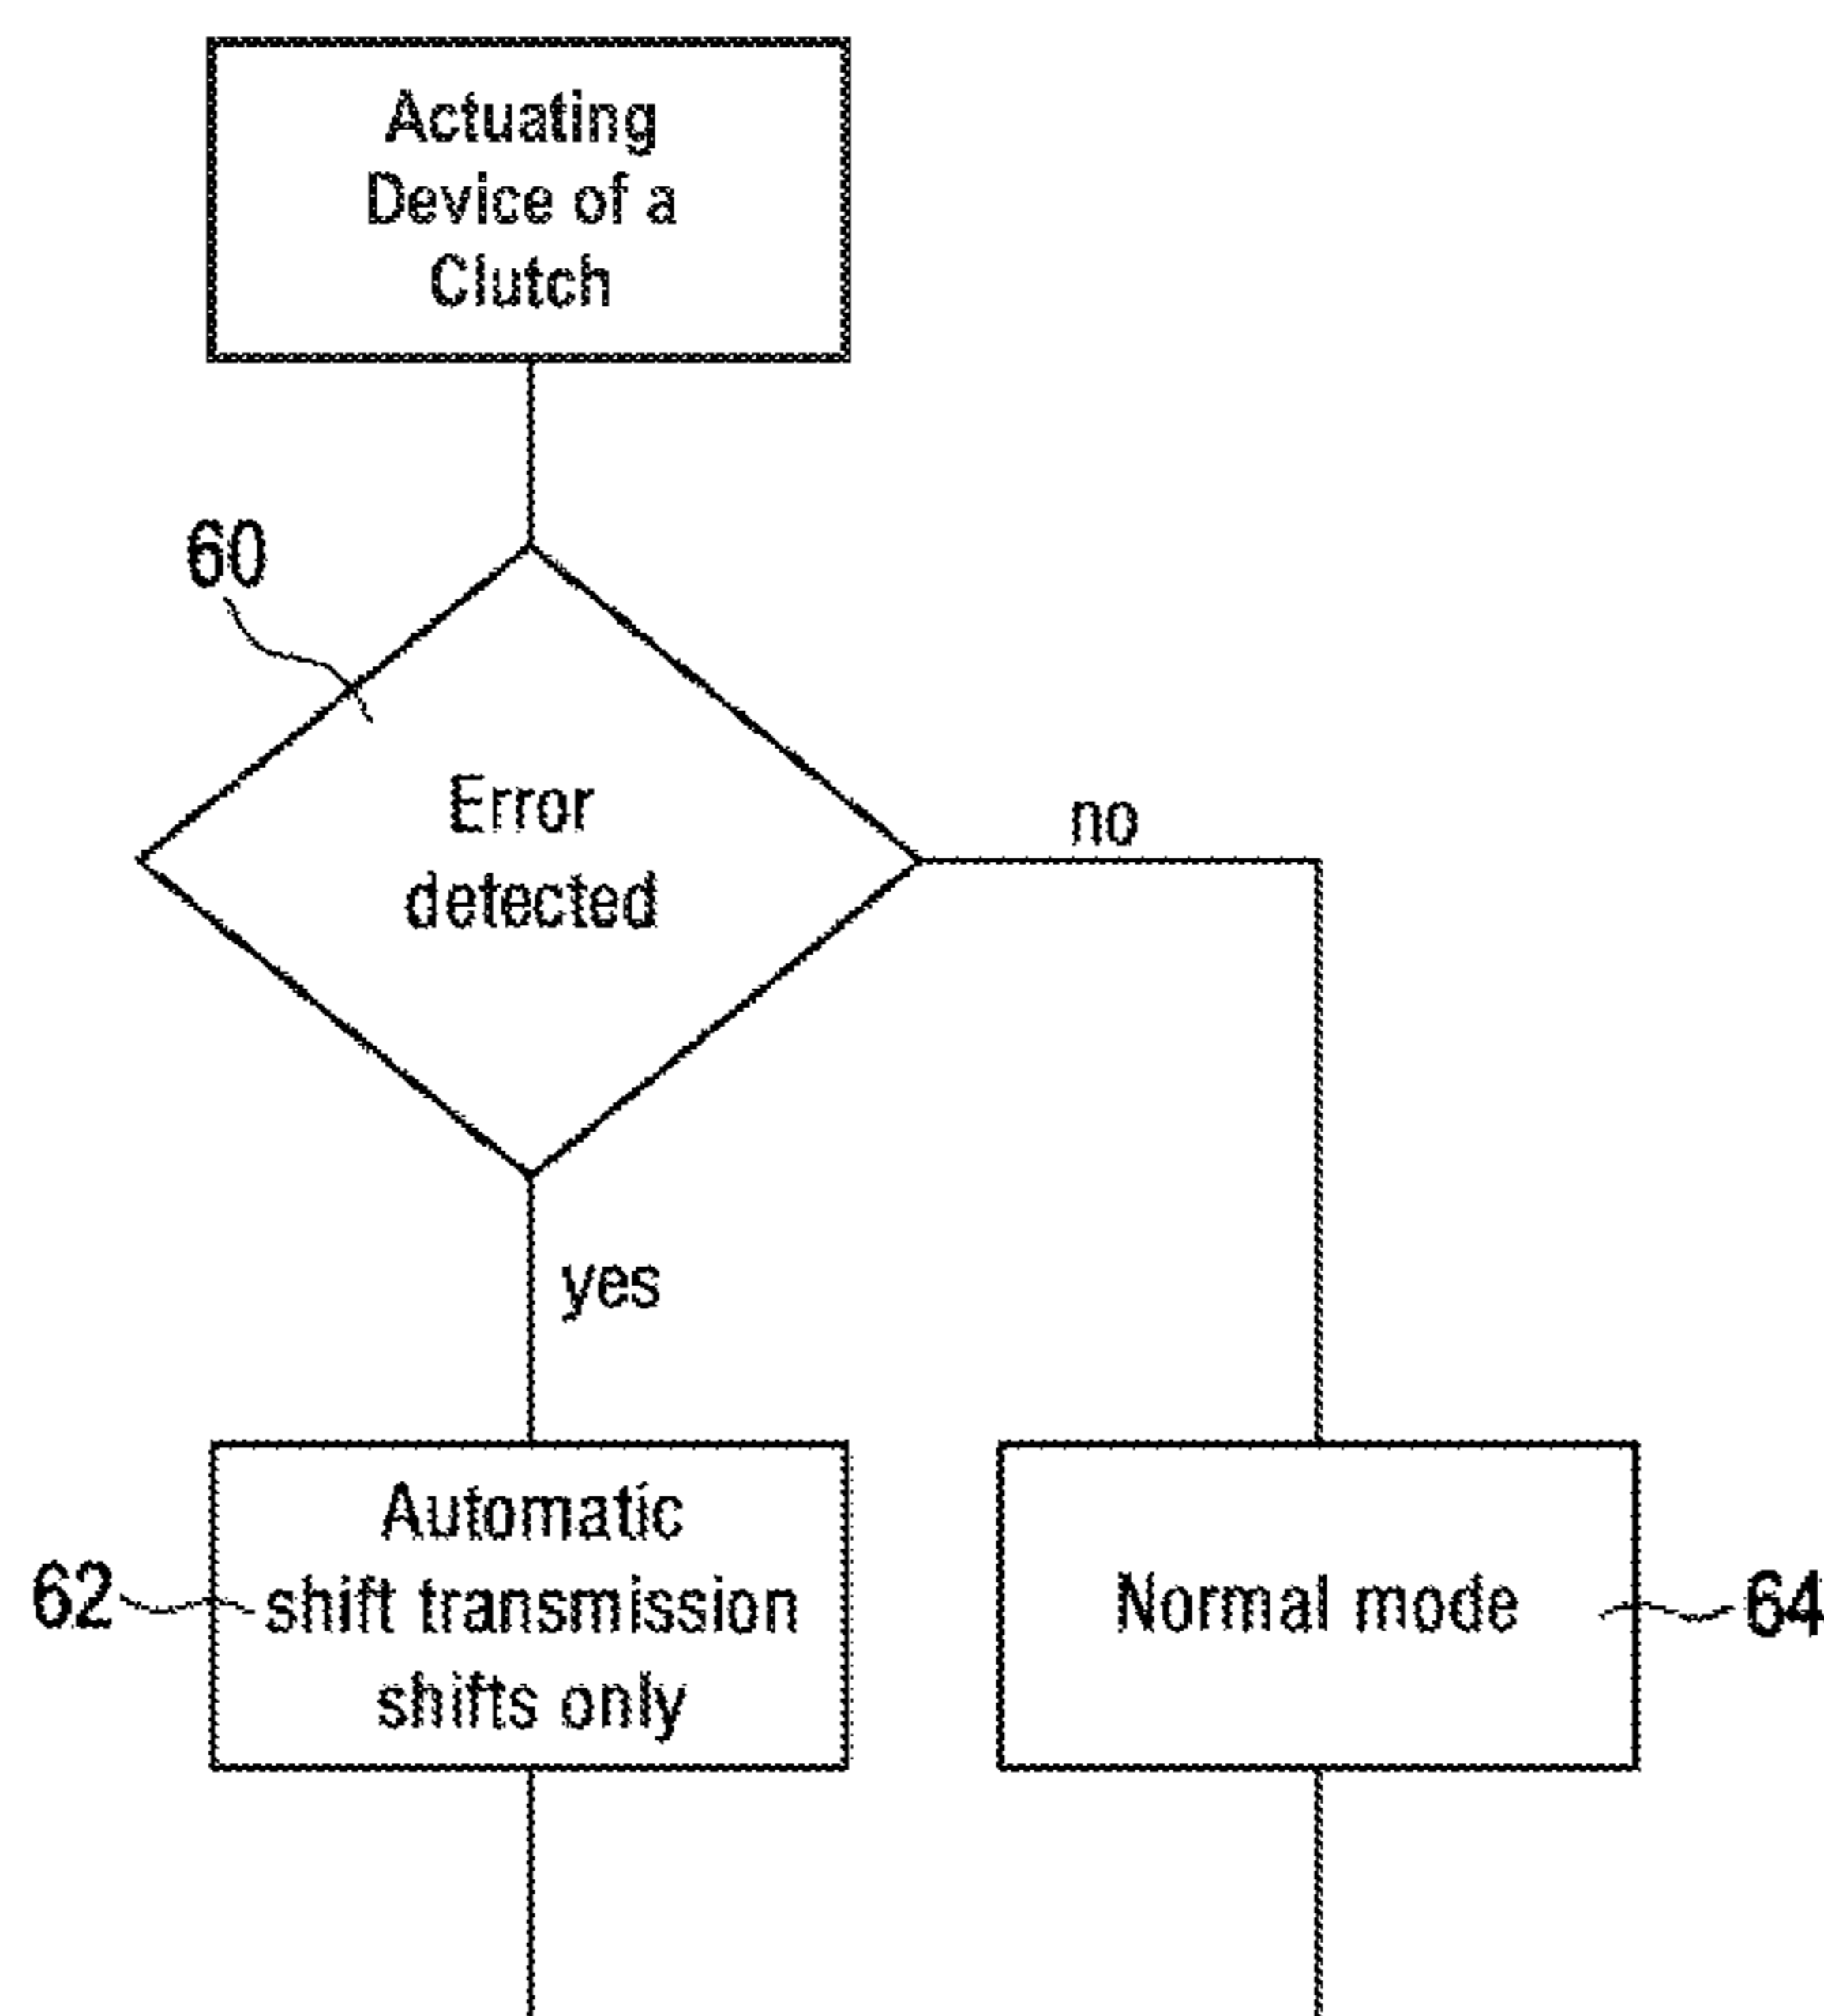 Actuating
Device of a
Clutch
60
Error
detected
no
yes
Automatic
shift transmission
shifts only
62
Normal mode
64